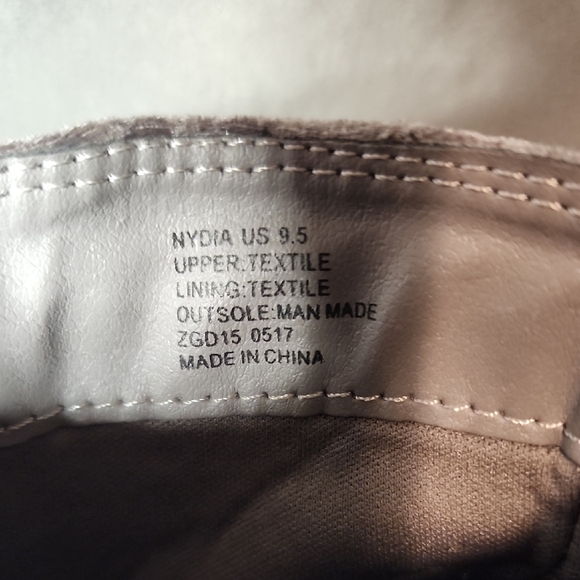 NYDIA US 9.5
UPPER:TEXTILE
LINING:TEXTILE
OUTSOLE:MAN MADE
ZGD15 0517
MADE IN CHINA